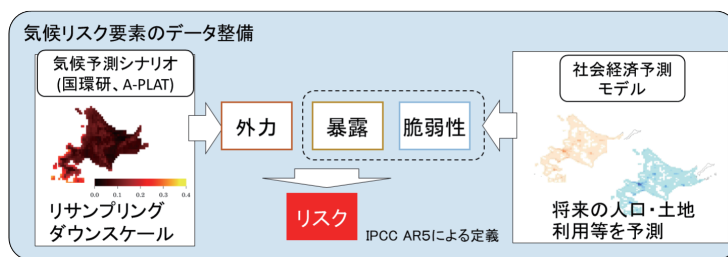 気候リスク要素のデータ整備
気候予測シナリオ
(国環研、A-PLAT)
0.0 0.1 0.2 0.3 0.4
リサンプリング
ダウンスケール
外力
暴露
脆弱性
リスク
IPCC AR5による定義
社会経済予測
モデル
将来の人口・土地
利用等を予測